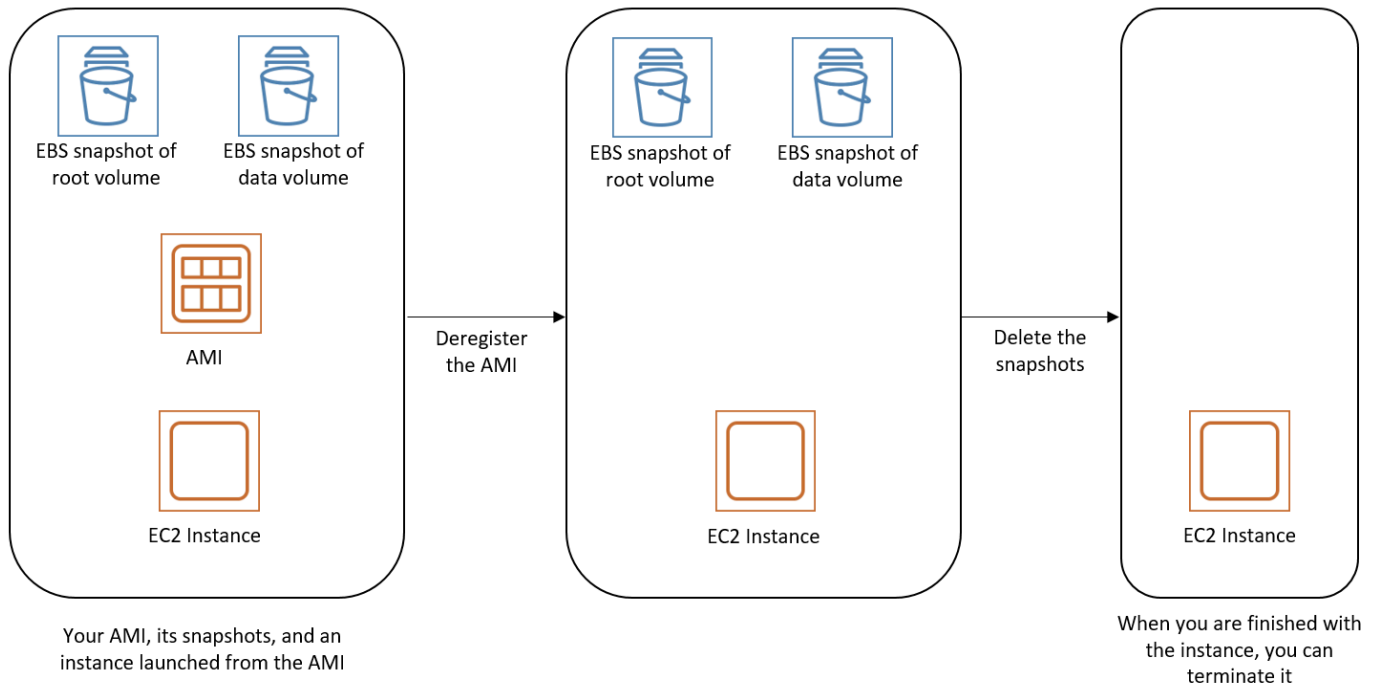 EBS snapshot of
root volume
EBS snapshot of
data volume
AMI
EC2 Instance
Your AMI, its snapshots, and an
instance launched from the AMI
Deregister
the AMI
EBS snapshot of
root volume
EBS snapshot of
data volume
EC2 Instance
Delete the
snapshots
EC2 Instance
When you are finished with
the instance, you can
terminate it